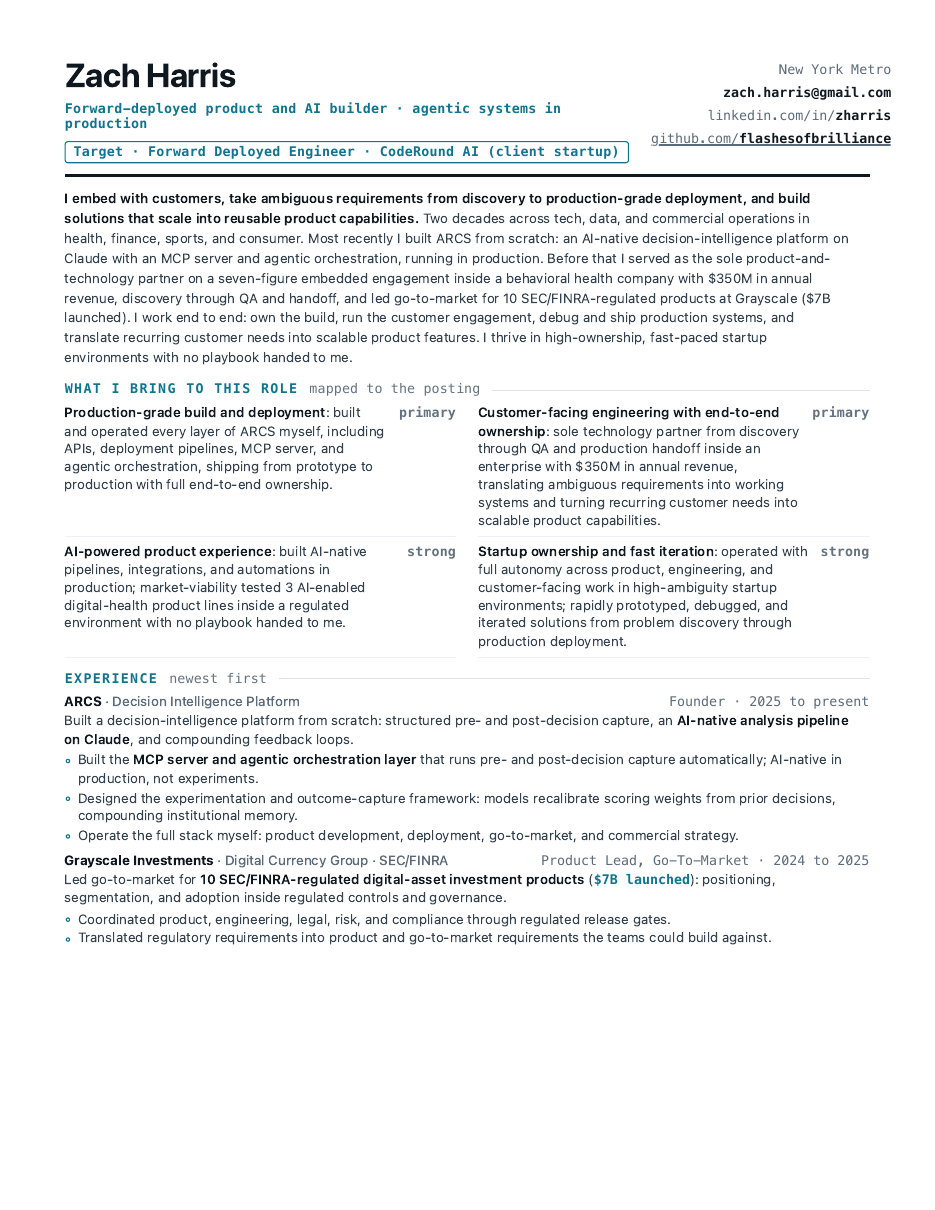 Zach Harris
New York Metro
zach.harris@gmail.com
linkedin.com/in/zharris
github.com/flashesofbrilliance
Forward-deployed product and AI builder · agentic systems in
production
Target · Forward Deployed Engineer · CodeRound AI (client startup)
I embed with customers, take ambiguous requirements from discovery to production-grade deployment, and build
solutions that scale into reusable product capabilities. Two decades across tech, data, and commercial operations in
health, finance, sports, and consumer. Most recently I built ARCS from scratch: an AI-native decision-intelligence platform on
Claude with an MCP server and agentic orchestration, running in production. Before that I served as the sole product-and-
technology partner on a seven-figure embedded engagement inside a behavioral health company with $350M in annual
revenue, discovery through QA and handoff, and led go-to-market for 10 SEC/FINRA-regulated products at Grayscale ($7B
launched). I work end to end: own the build, run the customer engagement, debug and ship production systems, and
translate recurring customer needs into scalable product features. I thrive in high-ownership, fast-paced startup
environments with no playbook handed to me.
WHAT I BRING TO THIS ROLE mapped to the posting
Production-grade build and deployment: built primary
and operated every layer of ARCS myself, including
APIs, deployment pipelines, MCP server, and
agentic orchestration, shipping from prototype to
production with full end-to-end ownership.
Customer-facing engineering with end-to-end primary
ownership: sole technology partner from discovery
through QA and production handoff inside an
enterprise with $350M in annual revenue,
translating ambiguous requirements into working
systems and turning recurring customer needs into
scalable product capabilities.
AI-powered product experience: built AI-native strong
pipelines, integrations, and automations in
production; market-viability tested 3 AI-enabled
digital-health product lines inside a regulated
environment with no playbook handed to me.
Startup ownership and fast iteration: operated with strong
full autonomy across product, engineering, and
customer-facing work in high-ambiguity startup
environments; rapidly prototyped, debugged, and
iterated solutions from problem discovery through
production deployment.
EXPERIENCE newest first
ARCS · Decision Intelligence Platform Founder · 2025 to present
Built a decision-intelligence platform from scratch: structured pre- and post-decision capture, an AI-native analysis pipeline
on Claude, and compounding feedback loops.
Built the MCP server and agentic orchestration layer that runs pre- and post-decision capture automatically; AI-native in
production, not experiments.
Designed the experimentation and outcome-capture framework: models recalibrate scoring weights from prior decisions,
compounding institutional memory.
Operate the full stack myself: product development, deployment, go-to-market, and commercial strategy.
Grayscale Investments · Digital Currency Group · SEC/FINRA Product Lead, Go-To-Market · 2024 to 2025
Led go-to-market for 10 SEC/FINRA-regulated digital-asset investment products ($7B launched): positioning,
segmentation, and adoption inside regulated controls and governance.
Coordinated product, engineering, legal, risk, and compliance through regulated release gates.
Translated regulatory requirements into product and go-to-market requirements the teams could build against.